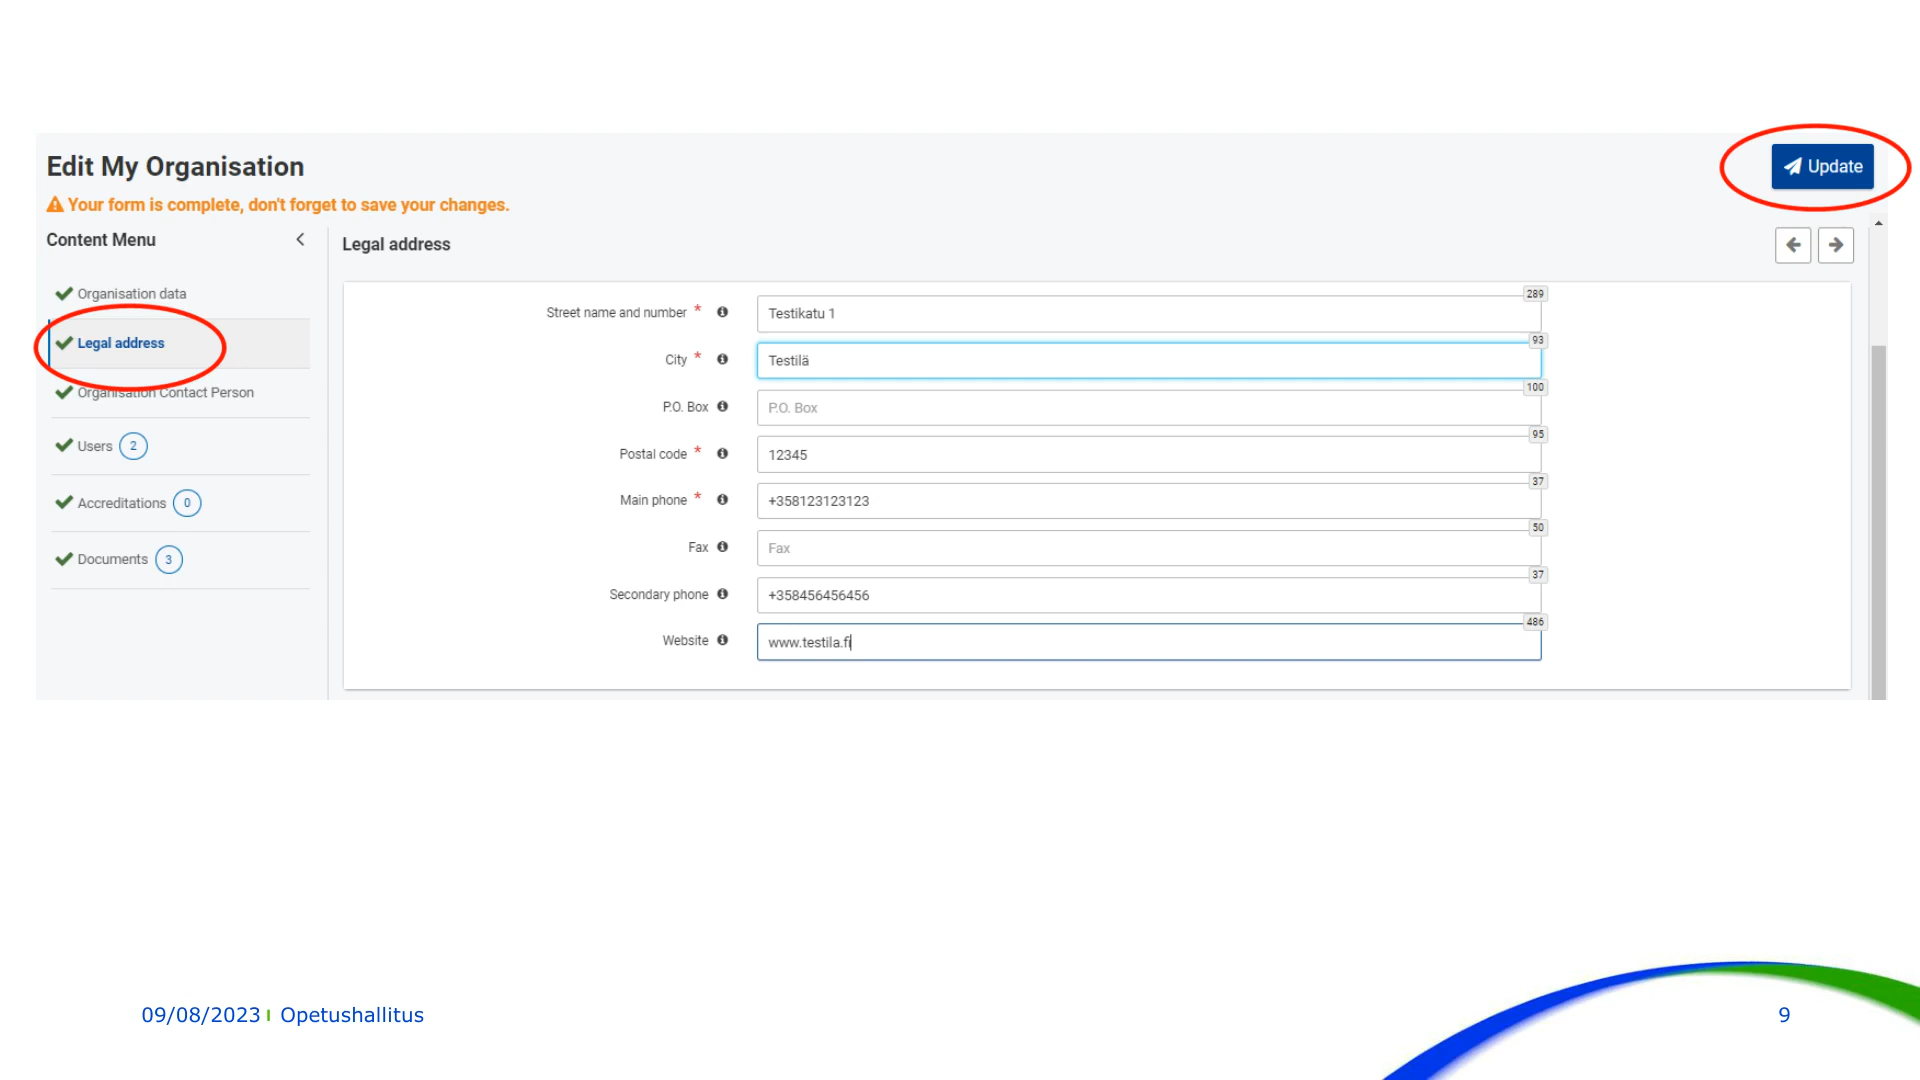 Edit My Organisation
Update
Your form is complete, don't forget to save your changes.
Content Menu
Legal address
Organisation data
Legal address
Organisation Contact Person
Users 2
Accreditations 0
Documents 3
289
Street name and number * Testikatu 1
93
City * Testilä
100
P.O. Box P.O. Box
95
Postal code * 12345
37
Main phone * +358123123123
50
Fax Fax
37
Secondary phone +358456456456
486
Website www.testila.fi
09/08/2023 Opetushallitus
9